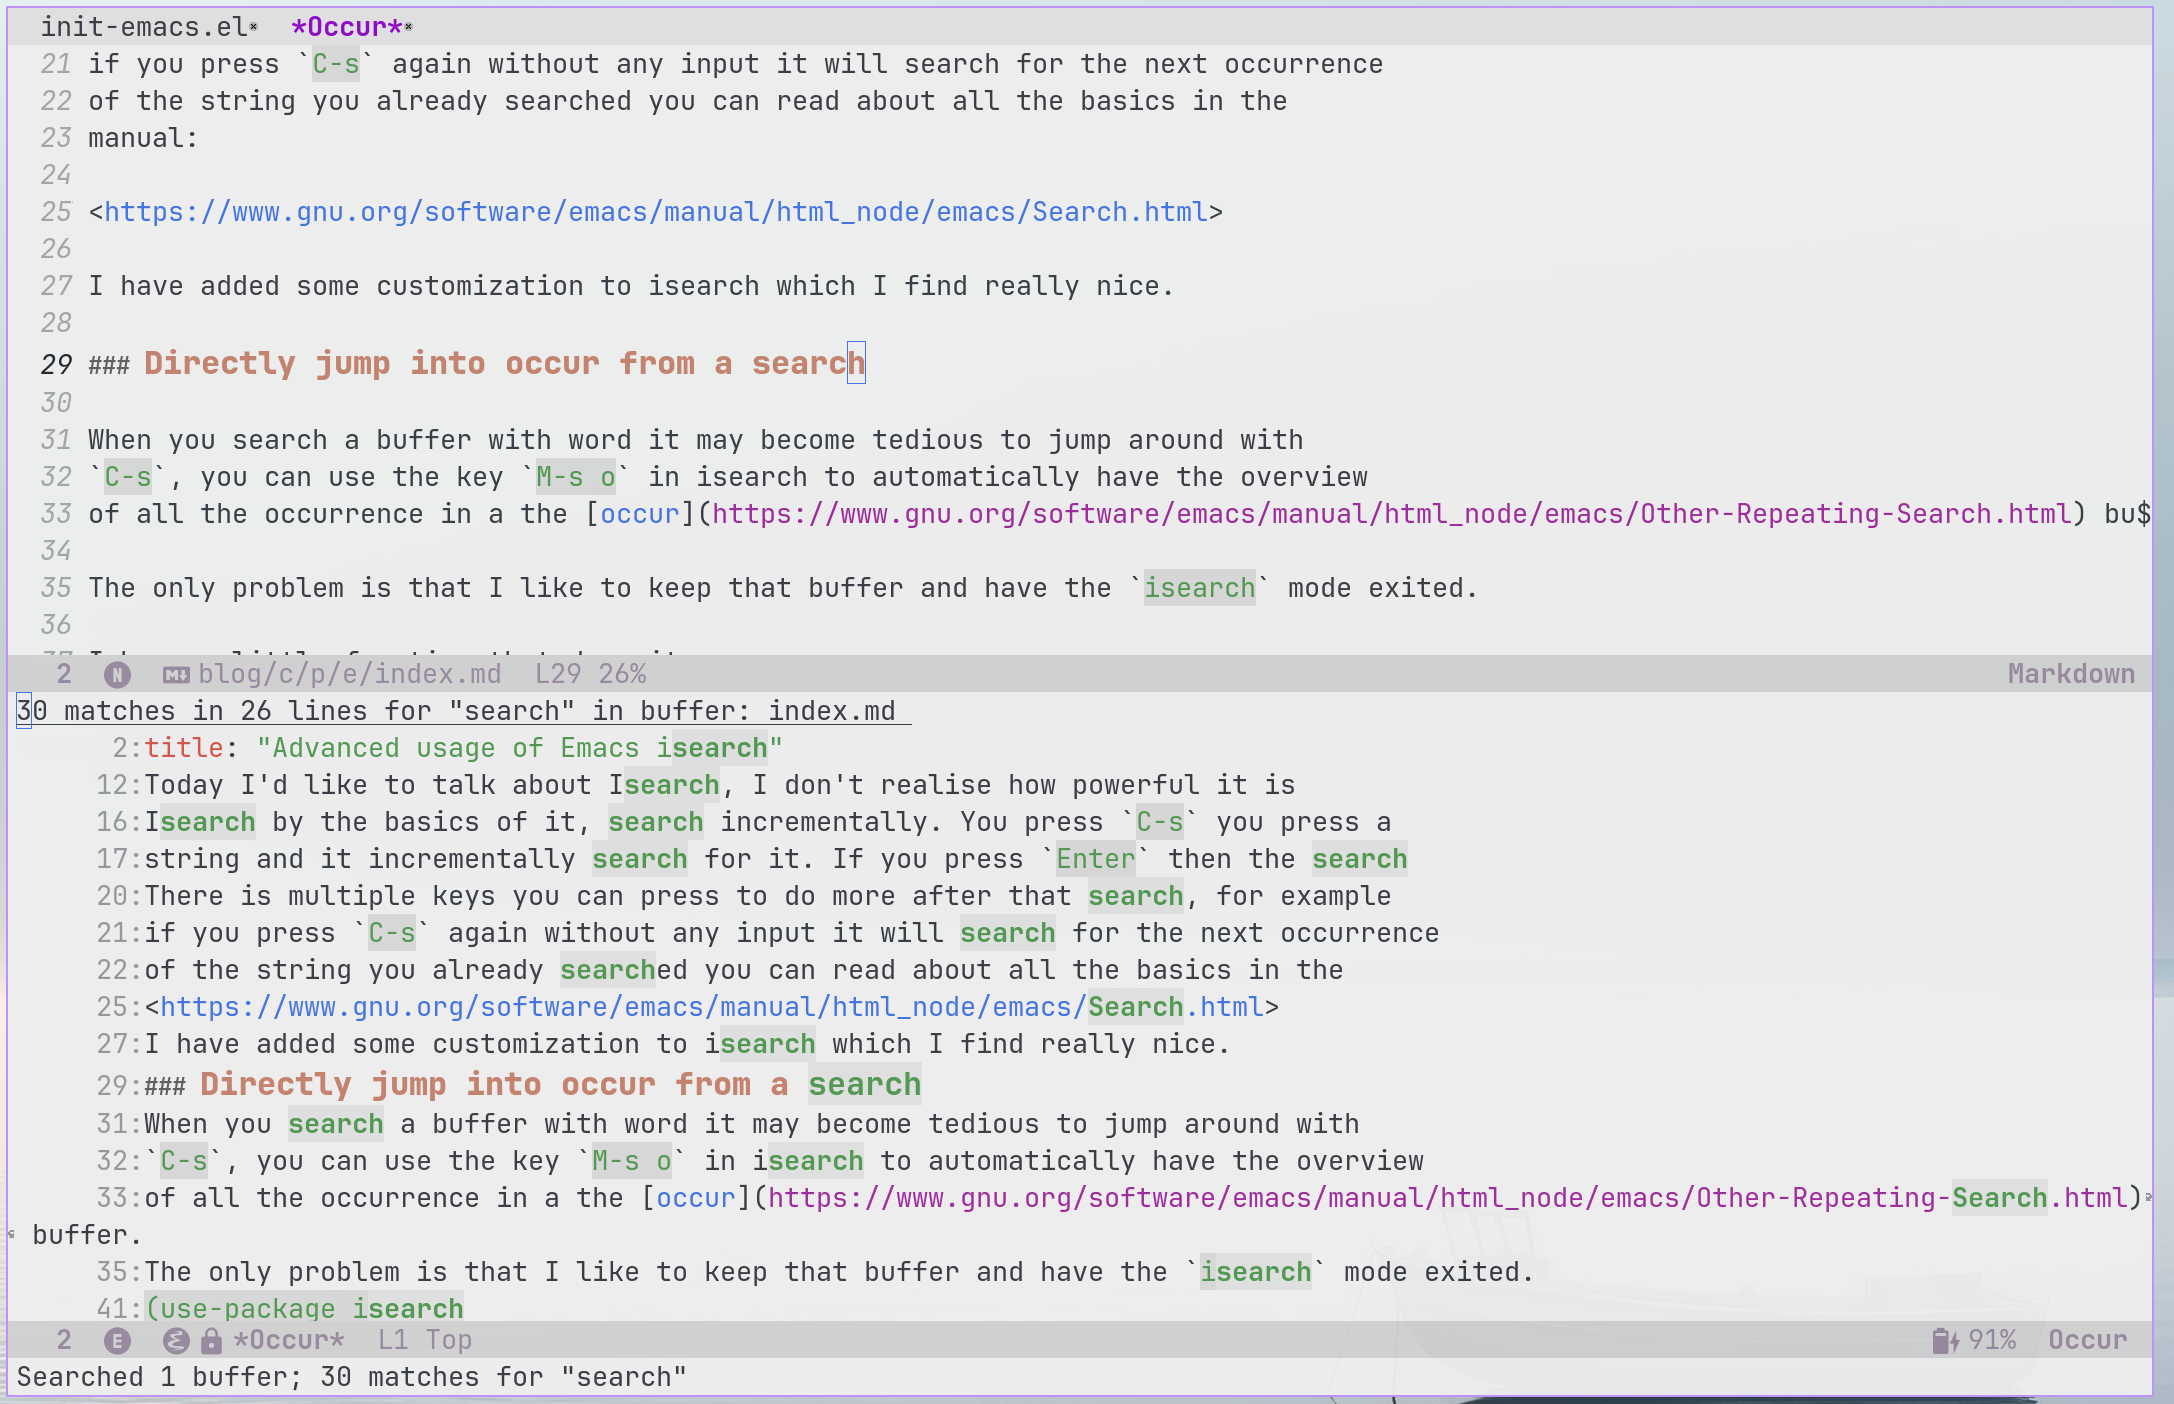 init-emacs.el *Occur*
21 if you press `C-s` again without any input it will search for the next occurrence
22 of the string you already searched you can read about all the basics in the
23 manual:
24
25 <https://www.gnu.org/software/emacs/manual/html_node/emacs/Search.html>
26
27 I have added some customization to isearch which I find really nice.
28
29 ### Directly jump into occur from a search
30
31 When you search a buffer with word it may become tedious to jump around with
32 `C-s`, you can use the key `M-s o` in isearch to automatically have the overview
33 of all the occurrence in a the [occur](https://www.gnu.org/software/emacs/manual/html_node/emacs/Other-Repeating-Search.html) bu$
34
35 The only problem is that I like to keep that buffer and have the `isearch` mode exited.
36
2 N M↓ blog/c/p/e/index.md L29 26% Markdown
30 matches in 26 lines for "search" in buffer: index.md
2:title: "Advanced usage of Emacs isearch"
12:Today I'd like to talk about Isearch, I don't realise how powerful it is
16:Isearch by the basics of it, search incrementally. You press `C-s` you press a
17:string and it incrementally search for it. If you press `Enter` then the search
20:There is multiple keys you can press to do more after that search, for example
21:if you press `C-s` again without any input it will search for the next occurrence
22:of the string you already searched you can read about all the basics in the
25:<https://www.gnu.org/software/emacs/manual/html_node/emacs/Search.html>
27:I have added some customization to isearch which I find really nice.
29:### Directly jump into occur from a search
31:When you search a buffer with word it may become tedious to jump around with
32:`C-s`, you can use the key `M-s o` in isearch to automatically have the overview
33:of all the occurrence in a the [occur](https://www.gnu.org/software/emacs/manual/html_node/emacs/Other-Repeating-Search.html)
buffer.
35:The only problem is that I like to keep that buffer and have the `isearch` mode exited.
41:(use-package isearch
2 E *Occur* L1 Top 91% Occur
Searched 1 buffer; 30 matches for "search"